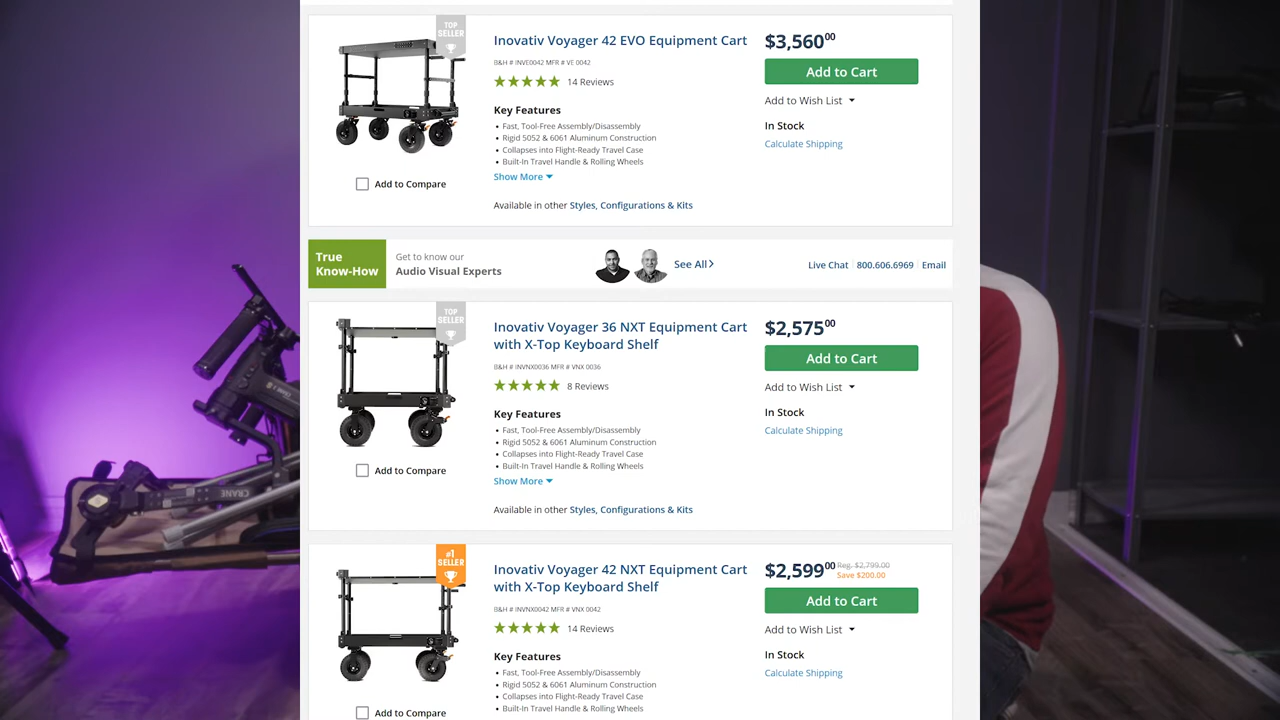 TOP
SELLER
Inovativ Voyager 42 EVO Equipment Cart
B&H # INVE0042 MFR # VE 0042
14 Reviews
Key Features
• Fast, Tool-Free Assembly/Disassembly
• Rigid 5052 & 6061 Aluminum Construction
• Collapses into Flight-Ready Travel Case
• Built-In Travel Handle & Rolling Wheels
Show More
Available in other Styles, Configurations & Kits
Add to Compare
$3,560⁰⁰
Add to Cart
Add to Wish List
In Stock
Calculate Shipping
True
Know-How
Get to know our
Audio Visual Experts
See All
Live Chat 800.606.6969 Email
TOP
SELLER
Inovativ Voyager 36 NXT Equipment Cart
with X-Top Keyboard Shelf
B&H # INVNX0036 MFR # VNX 0036
8 Reviews
Key Features
• Fast, Tool-Free Assembly/Disassembly
• Rigid 5052 & 6061 Aluminum Construction
• Collapses into Flight-Ready Travel Case
• Built-In Travel Handle & Rolling Wheels
Show More
Available in other Styles, Configurations & Kits
Add to Compare
$2,575⁰⁰
Add to Cart
Add to Wish List
In Stock
Calculate Shipping
#1
SELLER
Inovativ Voyager 42 NXT Equipment Cart
with X-Top Keyboard Shelf
B&H # INVNX0042 MFR # VNX 0042
14 Reviews
Key Features
• Fast, Tool-Free Assembly/Disassembly
• Rigid 5052 & 6061 Aluminum Construction
• Collapses into Flight-Ready Travel Case
• Built-In Travel Handle & Rolling Wheels
Add to Compare
$2,599⁰⁰ Reg. $2,799.00
Save $200.00
Add to Cart
Add to Wish List
In Stock
Calculate Shipping
CRANE